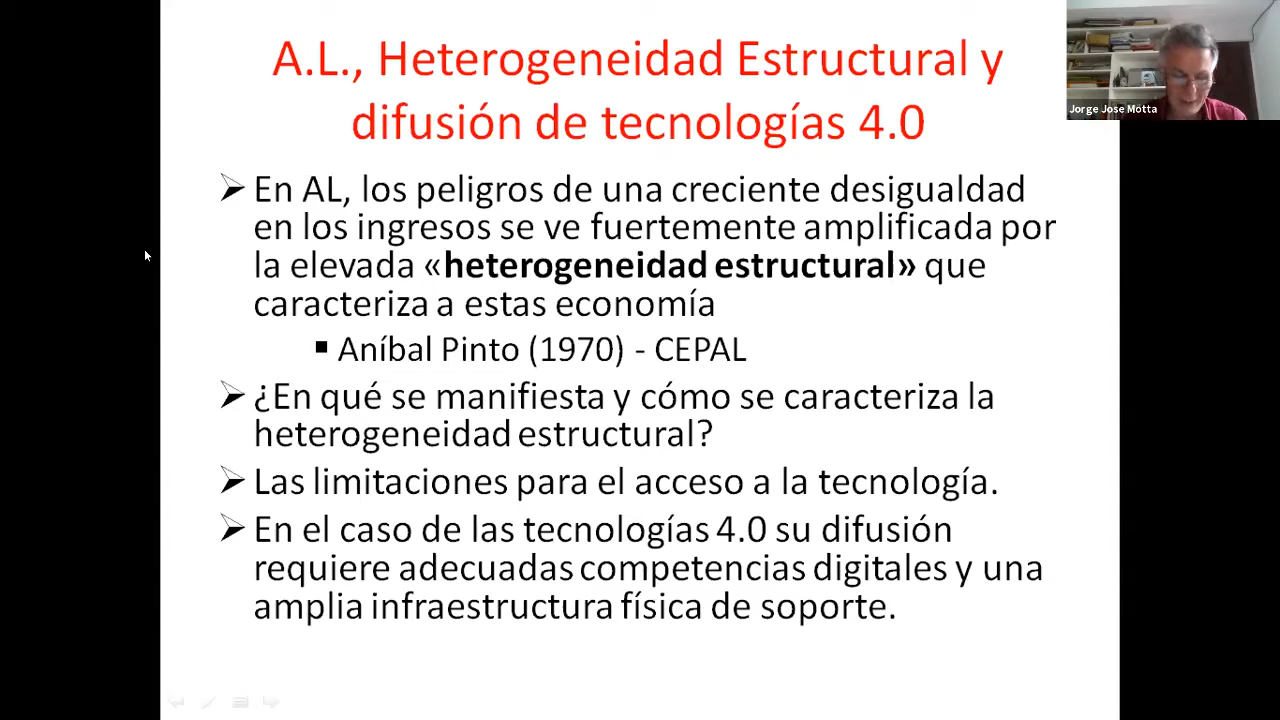 A.L., Heterogeneidad Estructural y
difusión de tecnologías 4.0
Jorge Jose Motta
En AL, los peligros de una creciente desigualdad
en los ingresos se ve fuertemente amplificada por
la elevada «heterogeneidad estructural» que
caracteriza a estas economía
Aníbal Pinto (1970) - CEPAL
¿En qué se manifiesta y cómo se caracteriza la
heterogeneidad estructural?
Las limitaciones para el acceso a la tecnología.
En el caso de las tecnologías 4.0 su difusión
requiere adecuadas competencias digitales y una
amplia infraestructura física de soporte.